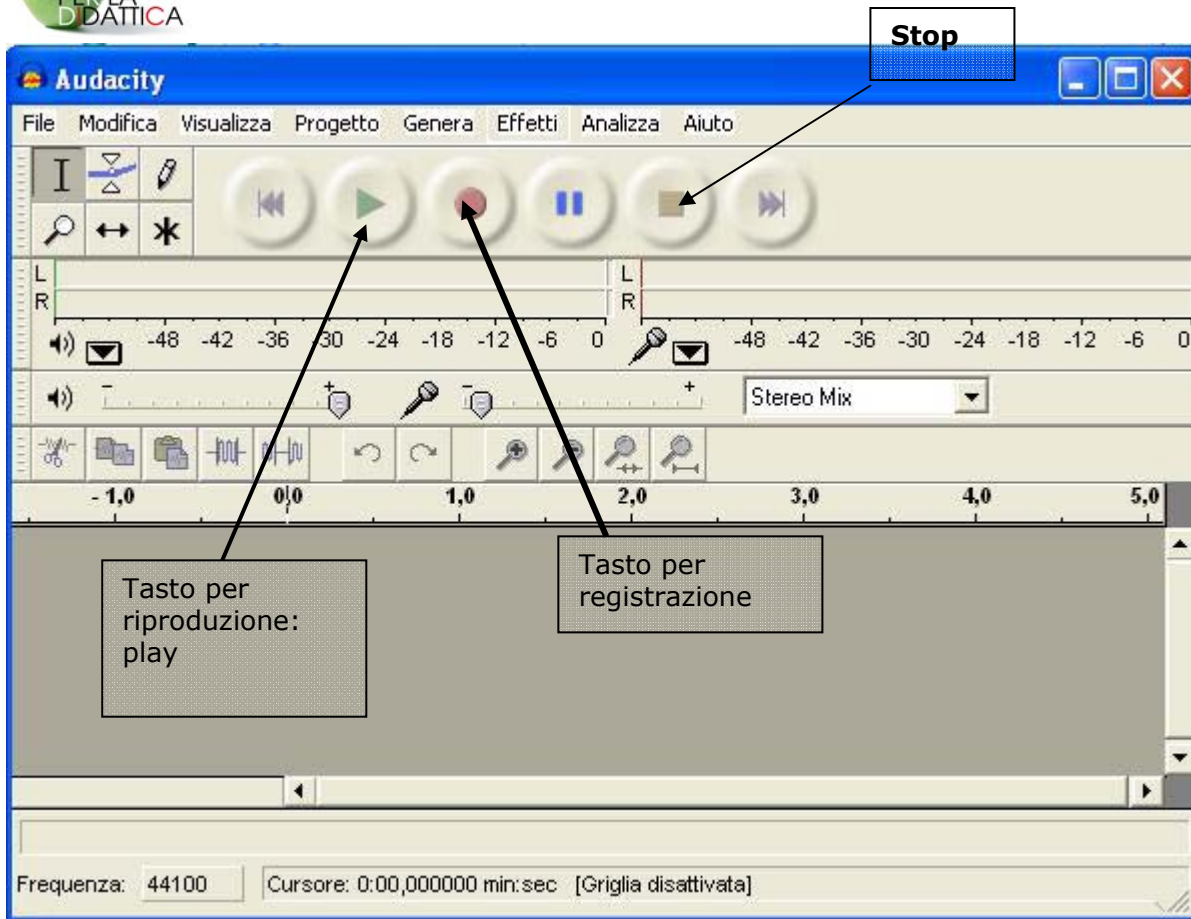 PER LA
DIDATTICA
Stop
Audacity
File Modifica Visualizza Progetto Genera Effetti Analizza Aiuto
L
R
L
R
-48 -42 -36 -30 -24 -18 -12 -6 0
-48 -42 -36 -30 -24 -18 -12 -6 0
- + - +
Stereo Mix
- 1,0 0,0 1,0 2,0 3,0 4,0 5,0
Tasto per
riproduzione:
play
Tasto per
registrazione
Frequenza: 44100 Cursore: 0:00,000000 min:sec [Griglia disattivata]